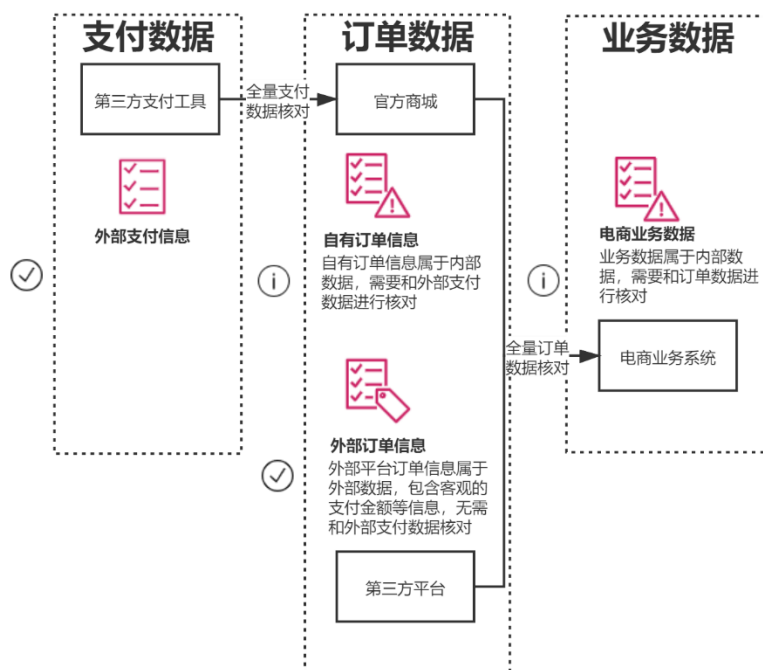 支付数据
第三方支付工具
外部支付信息
全量支付
数据核对
订单数据
官方商城
自有订单信息
自有订单信息属于内部
数据，需要和外部支付
数据进行核对
外部订单信息
外部平台订单信息属于
外部数据，包含客观的
支付金额等信息，无需
和外部支付数据核对
第三方平台
全量订单
数据核对
业务数据
电商业务数据
业务数据属于内部数
据，需要和订单数据进
行核对
电商业务系统